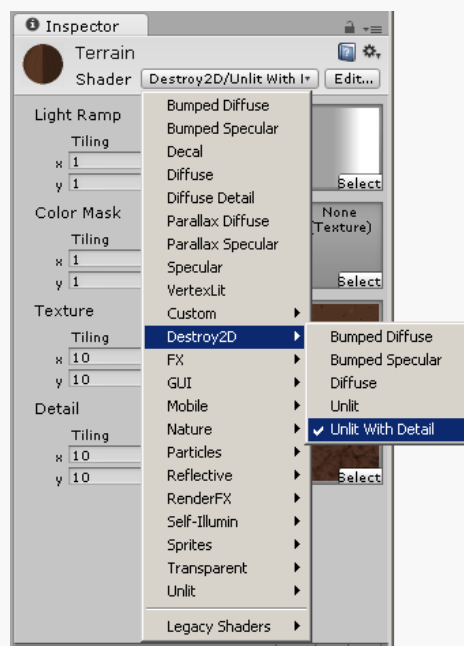 Inspector
Terrain
Shader Destroy2D/Unlit With I Edit...
Light Ramp
Tiling
x 1
y 1
Select
Color Mask
Tiling
x 1
y 1
None
(Texture)
Select
Texture
Tiling
x 10
y 10
Detail
Tiling
x 10
y 10
Select
Bumped Diffuse
Bumped Specular
Decal
Diffuse
Diffuse Detail
Parallax Diffuse
Parallax Specular
Specular
VertexLit
Custom
Destroy2D
FX
GUI
Mobile
Nature
Particles
Reflective
RenderFX
Self-Illumin
Sprites
Transparent
Unlit
Legacy Shaders
Bumped Diffuse
Bumped Specular
Diffuse
Unlit
Unlit With Detail